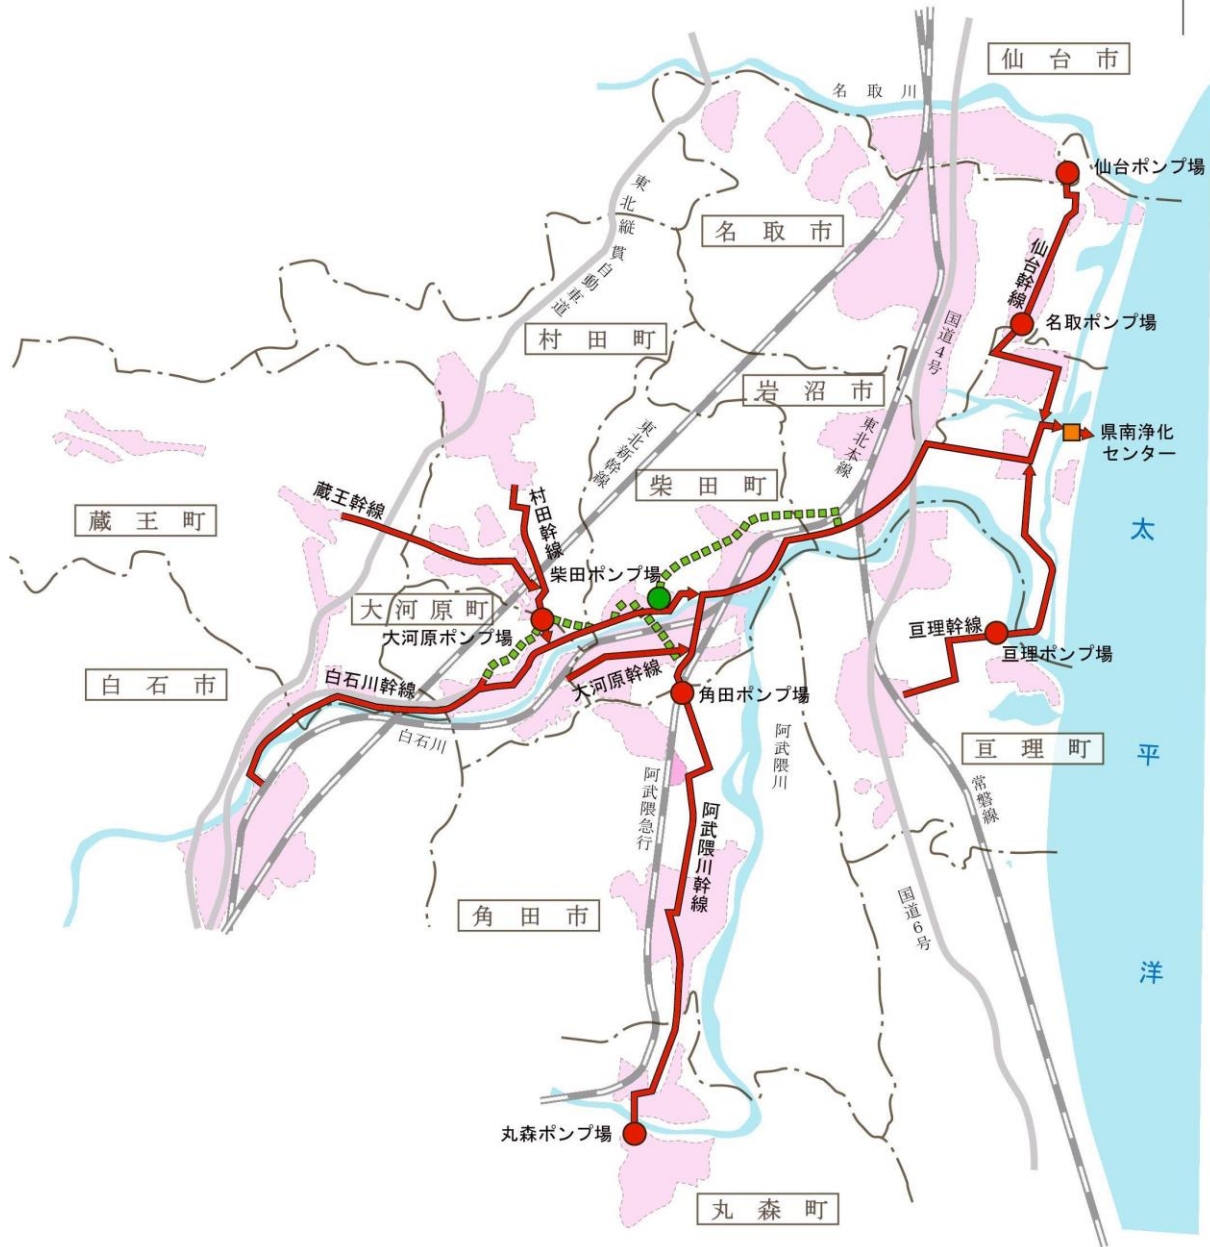 仙台市
名取川
仙台ポンプ場
東北縦貫自動車道
名取市
仙台幹線
名取ポンプ場
国道4号
村田町
岩沼市
東北新幹線
東北本線
県南浄化
センター
柴田町
蔵王幹線
村田幹線
蔵王町
太平洋
柴田ポンプ場
大河原町
大河原ポンプ場
亘理幹線
亘理ポンプ場
白石市
白石川幹線
大河原幹線
角田ポンプ場
白石川
阿武隈川
亘理町
阿武隈急行
常磐線
阿武隈川幹線
角田市
国道6号
丸森ポンプ場
丸森町